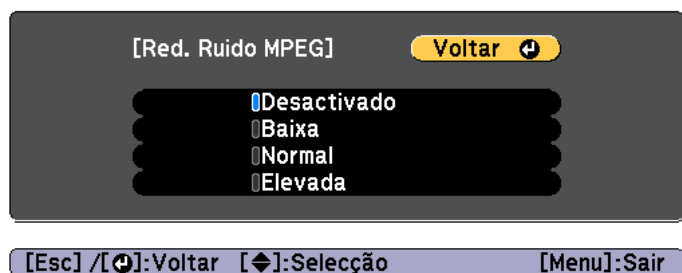 [Red. Ruido MPEG] Voltar
Desactivado
Baixa
Normal
Elevada
[Esc] /[⏎]:Voltar [◆]:Selecção [Menu]:Sair